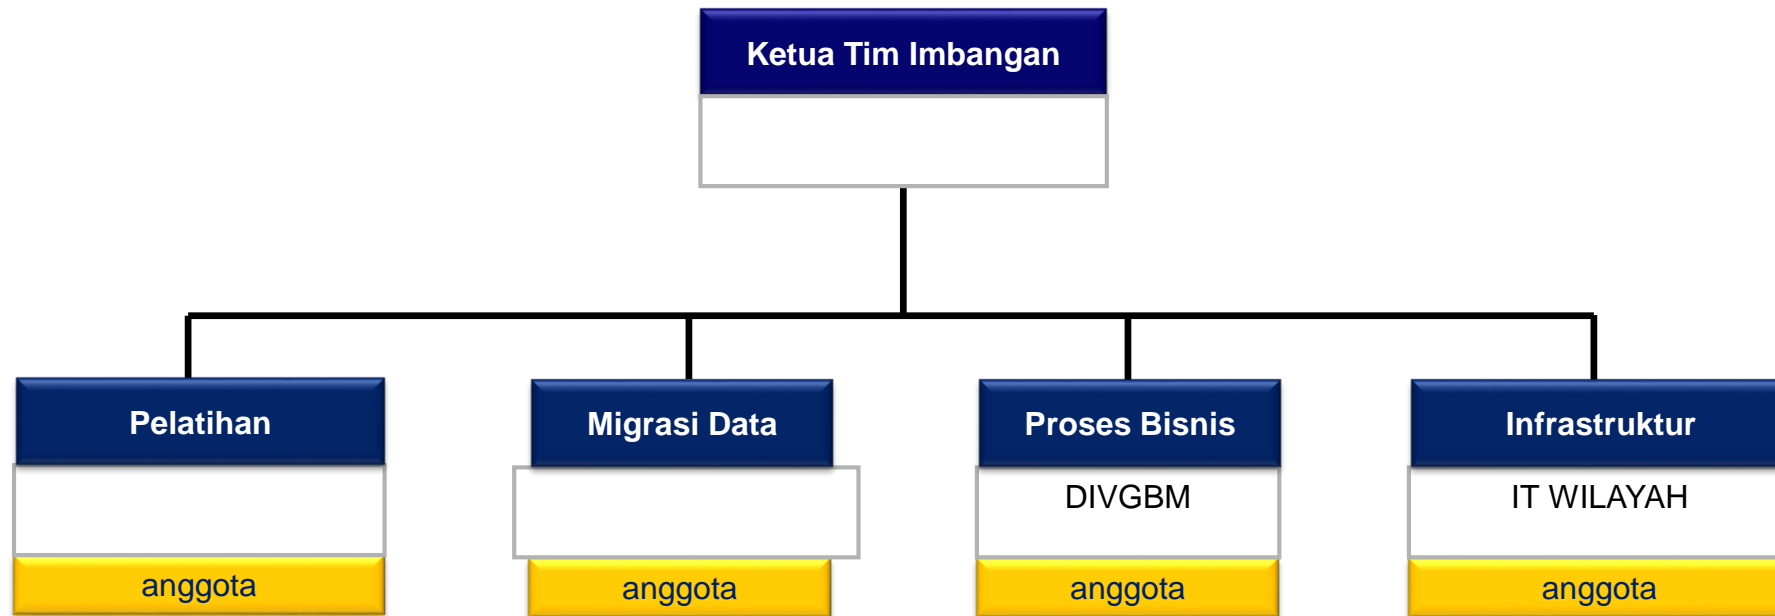 Ketua Tim Imbangan
Pelatihan
Migrasi Data
Proses Bisnis
Infrastruktur
DIVGBM
IT WILAYAH
anggota
anggota
anggota
anggota